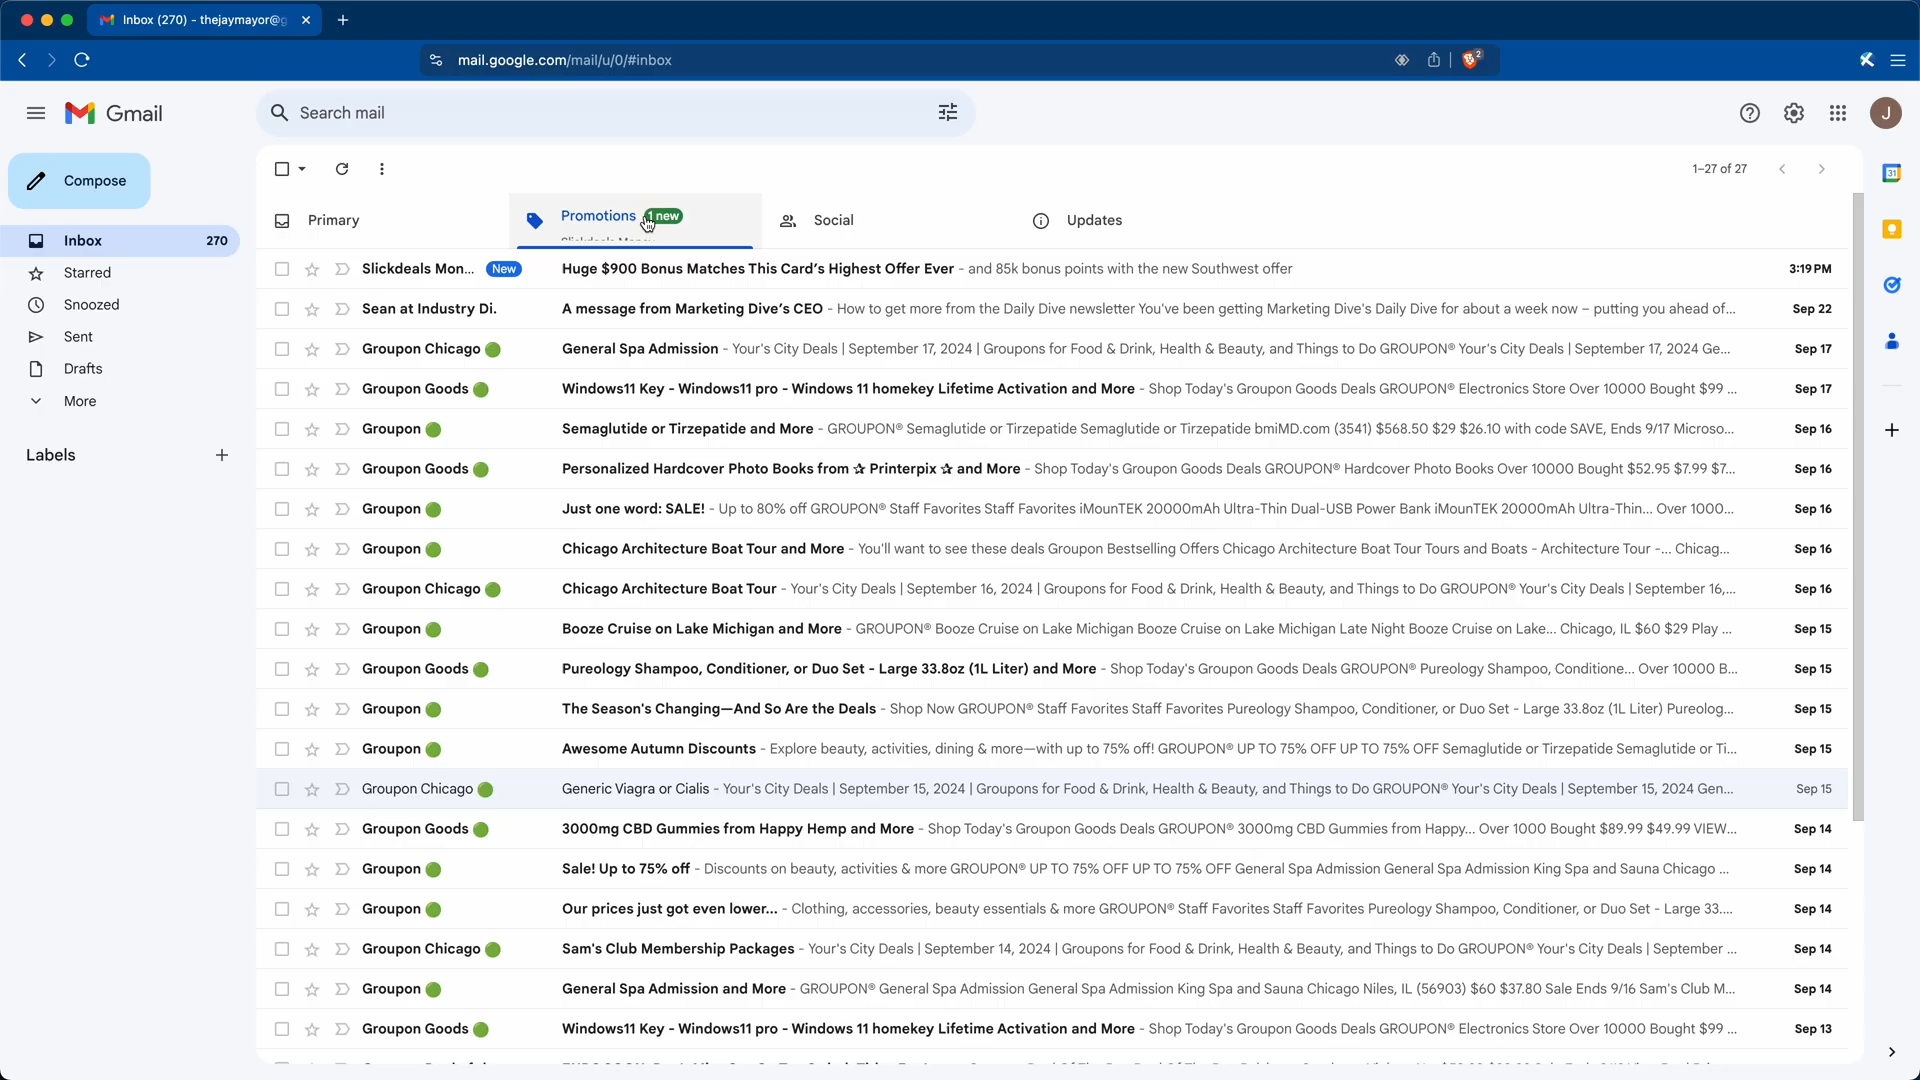 Inbox (270) - thejaymayor@g
mail.google.com/mail/u/0/#inbox
2
Gmail
Search mail
J
Compose
1–27 of 27
31
Primary
Promotions 1 new
Social
Updates
Inbox 270
Starred
Snoozed
Sent
Drafts
More
Labels
Slickdeals Mon... New Huge $900 Bonus Matches This Card’s Highest Offer Ever - and 85k bonus points with the new Southwest offer 3:19 PM
Sean at Industry Di. A message from Marketing Dive’s CEO - How to get more from the Daily Dive newsletter You've been getting Marketing Dive's Daily Dive for about a week now – putting you ahead of... Sep 22
Groupon Chicago General Spa Admission - Your's City Deals | September 17, 2024 | Groupons for Food & Drink, Health & Beauty, and Things to Do GROUPON® Your's City Deals | September 17, 2024 Ge... Sep 17
Groupon Goods Windows11 Key - Windows11 pro - Windows 11 homekey Lifetime Activation and More - Shop Today's Groupon Goods Deals GROUPON® Electronics Store Over 10000 Bought $99 ... Sep 17
Groupon Semaglutide or Tirzepatide and More - GROUPON® Semaglutide or Tirzepatide Semaglutide or Tirzepatide bmiMD.com (3541) $568.50 $29 $26.10 with code SAVE, Ends 9/17 Microso... Sep 16
Groupon Goods Personalized Hardcover Photo Books from ✰ Printerpix ✰ and More - Shop Today's Groupon Goods Deals GROUPON® Hardcover Photo Books Over 10000 Bought $52.95 $7.99 $7... Sep 16
Groupon Just one word: SALE! - Up to 80% off GROUPON® Staff Favorites Staff Favorites iMounTEK 20000mAh Ultra-Thin Dual-USB Power Bank iMounTEK 20000mAh Ultra-Thin... Over 1000... Sep 16
Groupon Chicago Architecture Boat Tour and More - You'll want to see these deals Groupon Bestselling Offers Chicago Architecture Boat Tour Tours and Boats - Architecture Tour -... Chicag... Sep 16
Groupon Chicago Chicago Architecture Boat Tour - Your's City Deals | September 16, 2024 | Groupons for Food & Drink, Health & Beauty, and Things to Do GROUPON® Your's City Deals | September 16,... Sep 16
Groupon Booze Cruise on Lake Michigan and More - GROUPON® Booze Cruise on Lake Michigan Booze Cruise on Lake Michigan Late Night Booze Cruise on Lake... Chicago, IL $60 $29 Play ... Sep 15
Groupon Goods Pureology Shampoo, Conditioner, or Duo Set - Large 33.8oz (1L Liter) and More - Shop Today's Groupon Goods Deals GROUPON® Pureology Shampoo, Conditione... Over 10000 B... Sep 15
Groupon The Season's Changing—And So Are the Deals - Shop Now GROUPON® Staff Favorites Staff Favorites Pureology Shampoo, Conditioner, or Duo Set - Large 33.8oz (1L Liter) Pureolog... Sep 15
Groupon Awesome Autumn Discounts - Explore beauty, activities, dining & more—with up to 75% off! GROUPON® UP TO 75% OFF UP TO 75% OFF Semaglutide or Tirzepatide Semaglutide or Ti... Sep 15
Groupon Chicago Generic Viagra or Cialis - Your's City Deals | September 15, 2024 | Groupons for Food & Drink, Health & Beauty, and Things to Do GROUPON® Your's City Deals | September 15, 2024 Gen... Sep 15
Groupon Goods 3000mg CBD Gummies from Happy Hemp and More - Shop Today's Groupon Goods Deals GROUPON® 3000mg CBD Gummies from Happy... Over 1000 Bought $89.99 $49.99 VIEW... Sep 14
Groupon Sale! Up to 75% off - Discounts on beauty, activities & more GROUPON® UP TO 75% OFF UP TO 75% OFF General Spa Admission General Spa Admission King Spa and Sauna Chicago ... Sep 14
Groupon Our prices just got even lower... - Clothing, accessories, beauty essentials & more GROUPON® Staff Favorites Staff Favorites Pureology Shampoo, Conditioner, or Duo Set - Large 33.... Sep 14
Groupon Chicago Sam's Club Membership Packages - Your's City Deals | September 14, 2024 | Groupons for Food & Drink, Health & Beauty, and Things to Do GROUPON® Your's City Deals | September ... Sep 14
Groupon General Spa Admission and More - GROUPON® General Spa Admission General Spa Admission King Spa and Sauna Chicago Niles, IL (56903) $60 $37.80 Sale Ends 9/16 Sam's Club M... Sep 14
Groupon Goods Windows11 Key - Windows11 pro - Windows 11 homekey Lifetime Activation and More - Shop Today's Groupon Goods Deals GROUPON® Electronics Store Over 10000 Bought $99 ... Sep 13